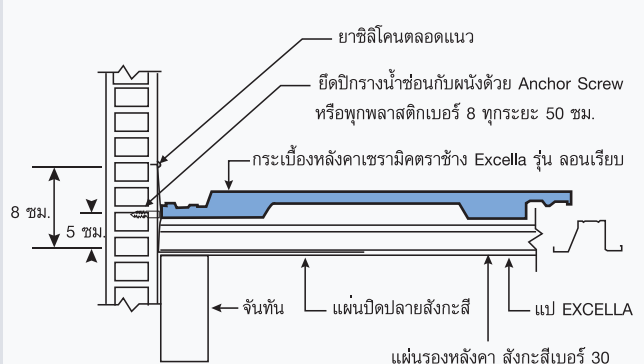 ยาซิลิโคนตลอดแนว
ยึดปีกรางน้ำซ่อนกับผนังด้วย Anchor Screw
หรือพุกพลาสติกเบอร์ 8 ทุกระยะ 50 ซม.
กระเบื้องหลังคาเซรามิคตราช้าง Excella รุ่น ลอนเรียบ
8 ซม.
5 ซม.
จันทัน
แผ่นปิดปลายสังกะสี
แป EXCELLA
แผ่นรองหลังคา สังกะสีเบอร์ 30